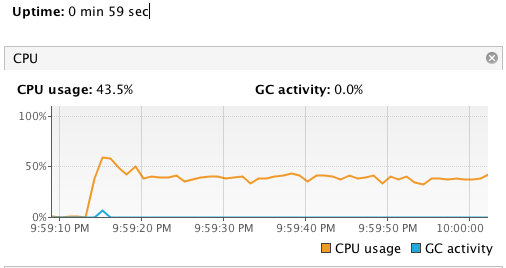 Uptime: 0 min 59 sec
CPU
CPU usage: 43.5% GC activity: 0.0%
100%
50%
0%
9:59:10 PM 9:59:20 PM 9:59:30 PM 9:59:40 PM 9:59:50 PM 10:00:00
CPU usage GC activity